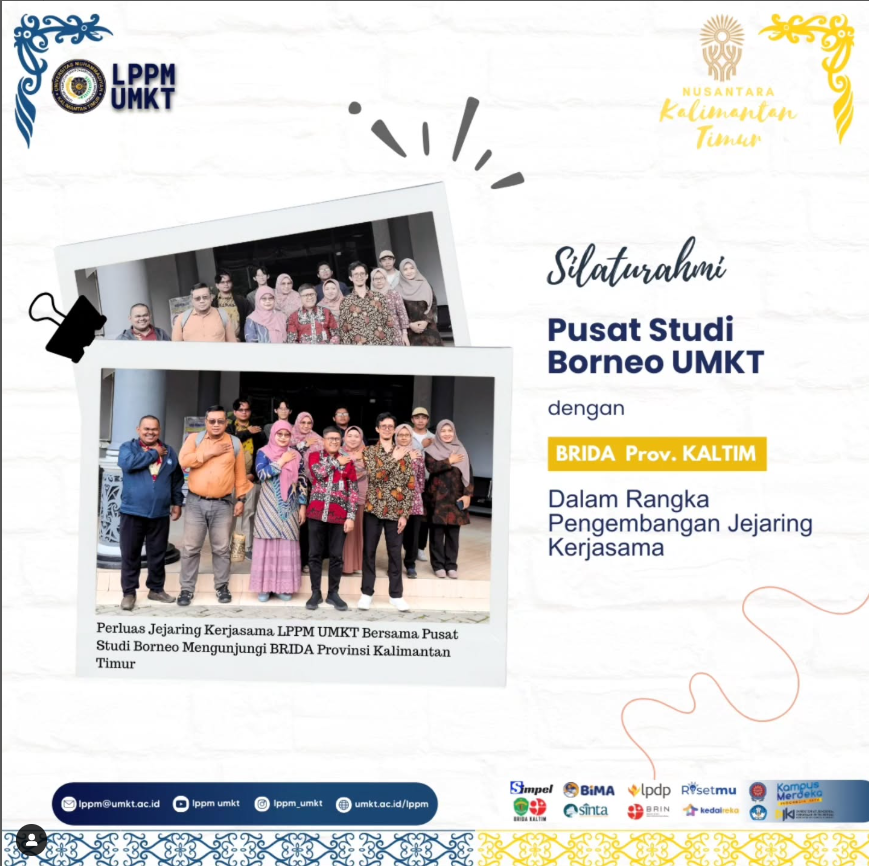 LPPM
UMKT
NUSANTARA
Kalimantan
Timur
Silaturahmi
Pusat Studi
Borneo UMKT
dengan
BRIDA Prov. KALTIM
Dalam Rangka
Pengembangan Jejaring
Kerjasama
Perluas Jejaring Kerjasama LPPM UMKT Bersama Pusat
Studi Borneo Mengunjungi BRIDA Provinsi Kalimantan
Timur
lppm@umkt.ac.id
lppm umkt
lppm_umkt
umkt.ac.id/lppm
Simpel
BIMA
lpdp
Risetmu
Kampus
Merdeka
BRIDA KALTIM
sinta
BRIN
kedaireka